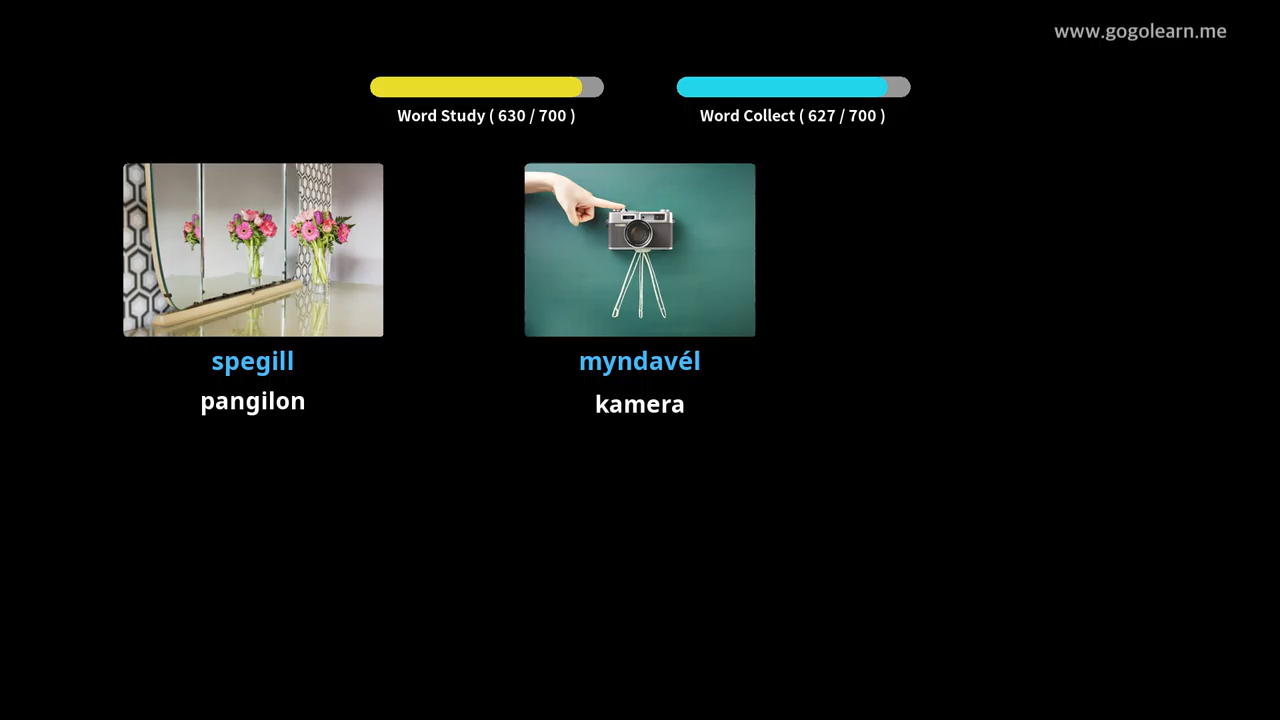 www.gogolearn.me
Word Study ( 630 / 700 )
Word Collect ( 627 / 700 )
spegill
pangilon
myndavél
kamera